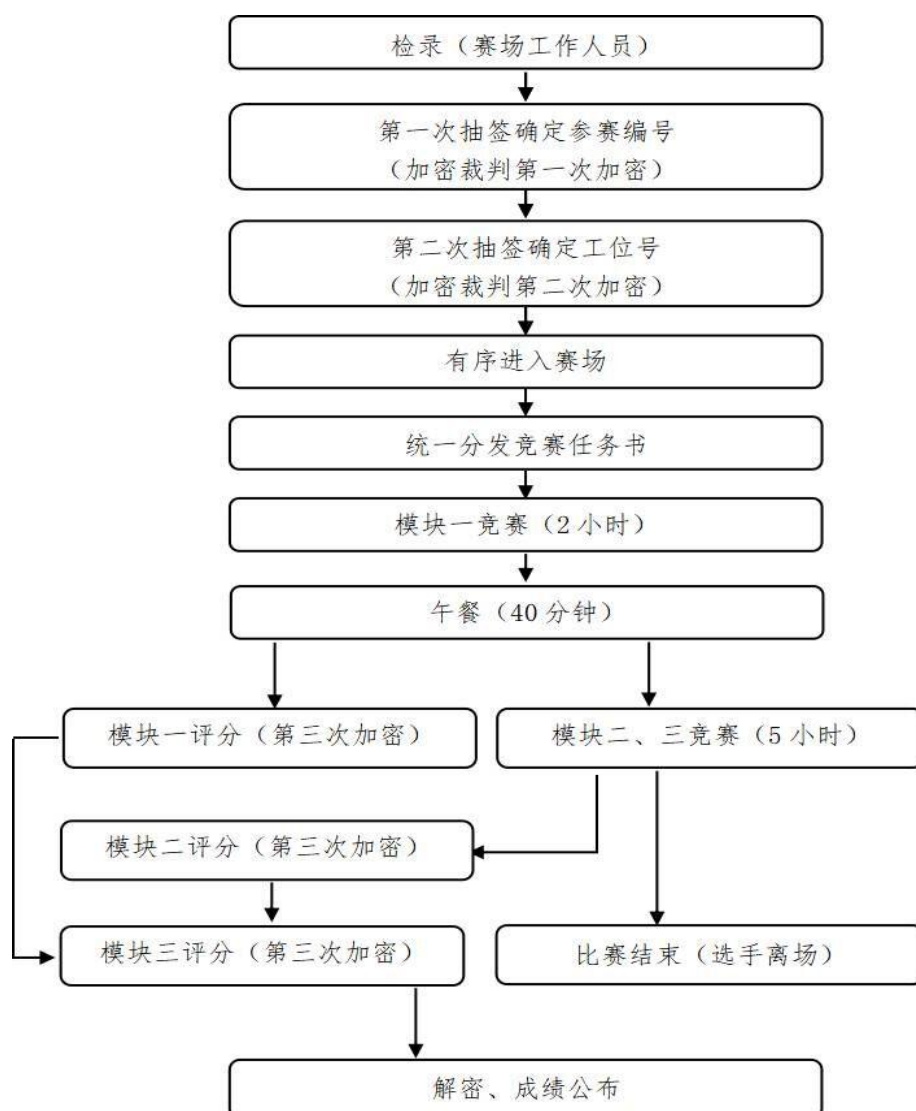 检录（赛场工作人员）
第一次抽签确定参赛编号
（加密裁判第一次加密）
第二次抽签确定工位号
（加密裁判第二次加密）
有序进入赛场
统一分发竞赛任务书
模块一竞赛（2小时）
午餐（40分钟）
模块一评分（第三次加密）
模块二、三竞赛（5小时）
模块二评分（第三次加密）
模块三评分（第三次加密）
比赛结束（选手离场）
解密、成绩公布